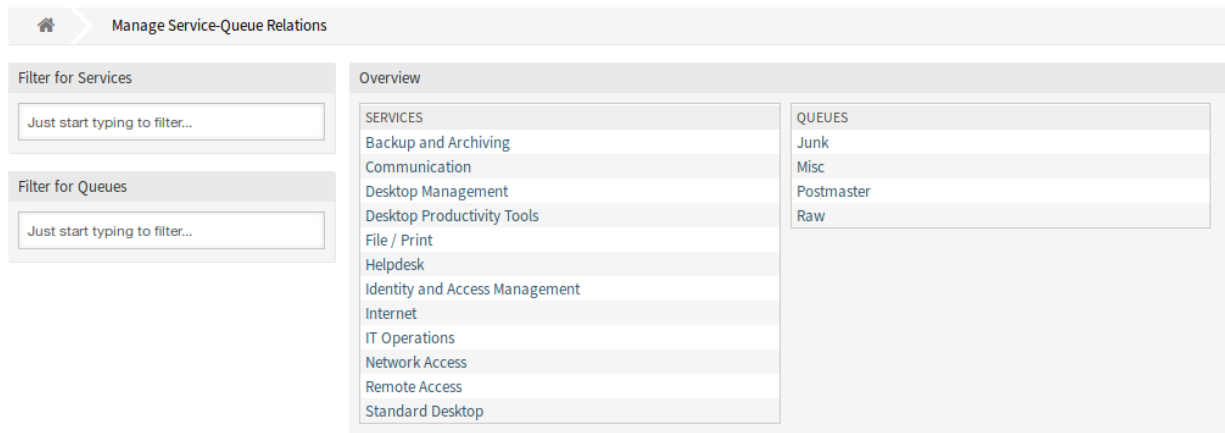 Manage Service-Queue Relations
Filter for Services
Just start typing to filter...
Filter for Queues
Just start typing to filter...
Overview
SERVICES
Backup and Archiving
Communication
Desktop Management
Desktop Productivity Tools
File / Print
Helpdesk
Identity and Access Management
Internet
IT Operations
Network Access
Remote Access
Standard Desktop
QUEUES
Junk
Misc
Postmaster
Raw